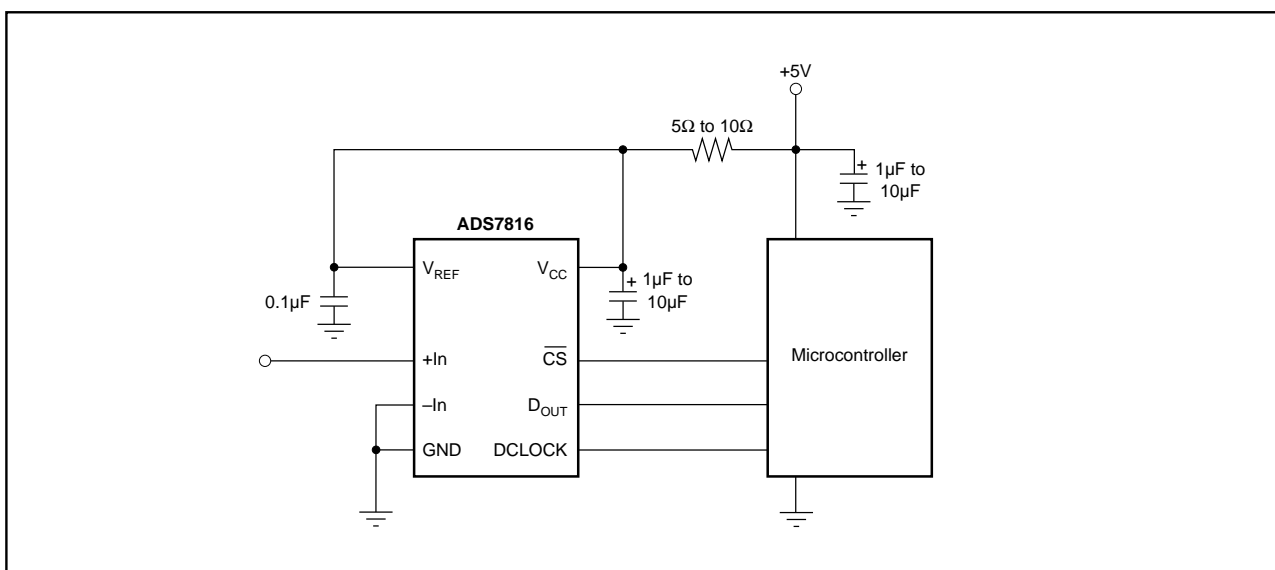 +5V
5Ω to 10Ω
+ 1µF to
10µF
ADS7816
V_REF
V_CC
+ 1µF to
10µF
0.1µF
+In
C̅S̅
Microcontroller
–In
D_OUT
GND
DCLOCK